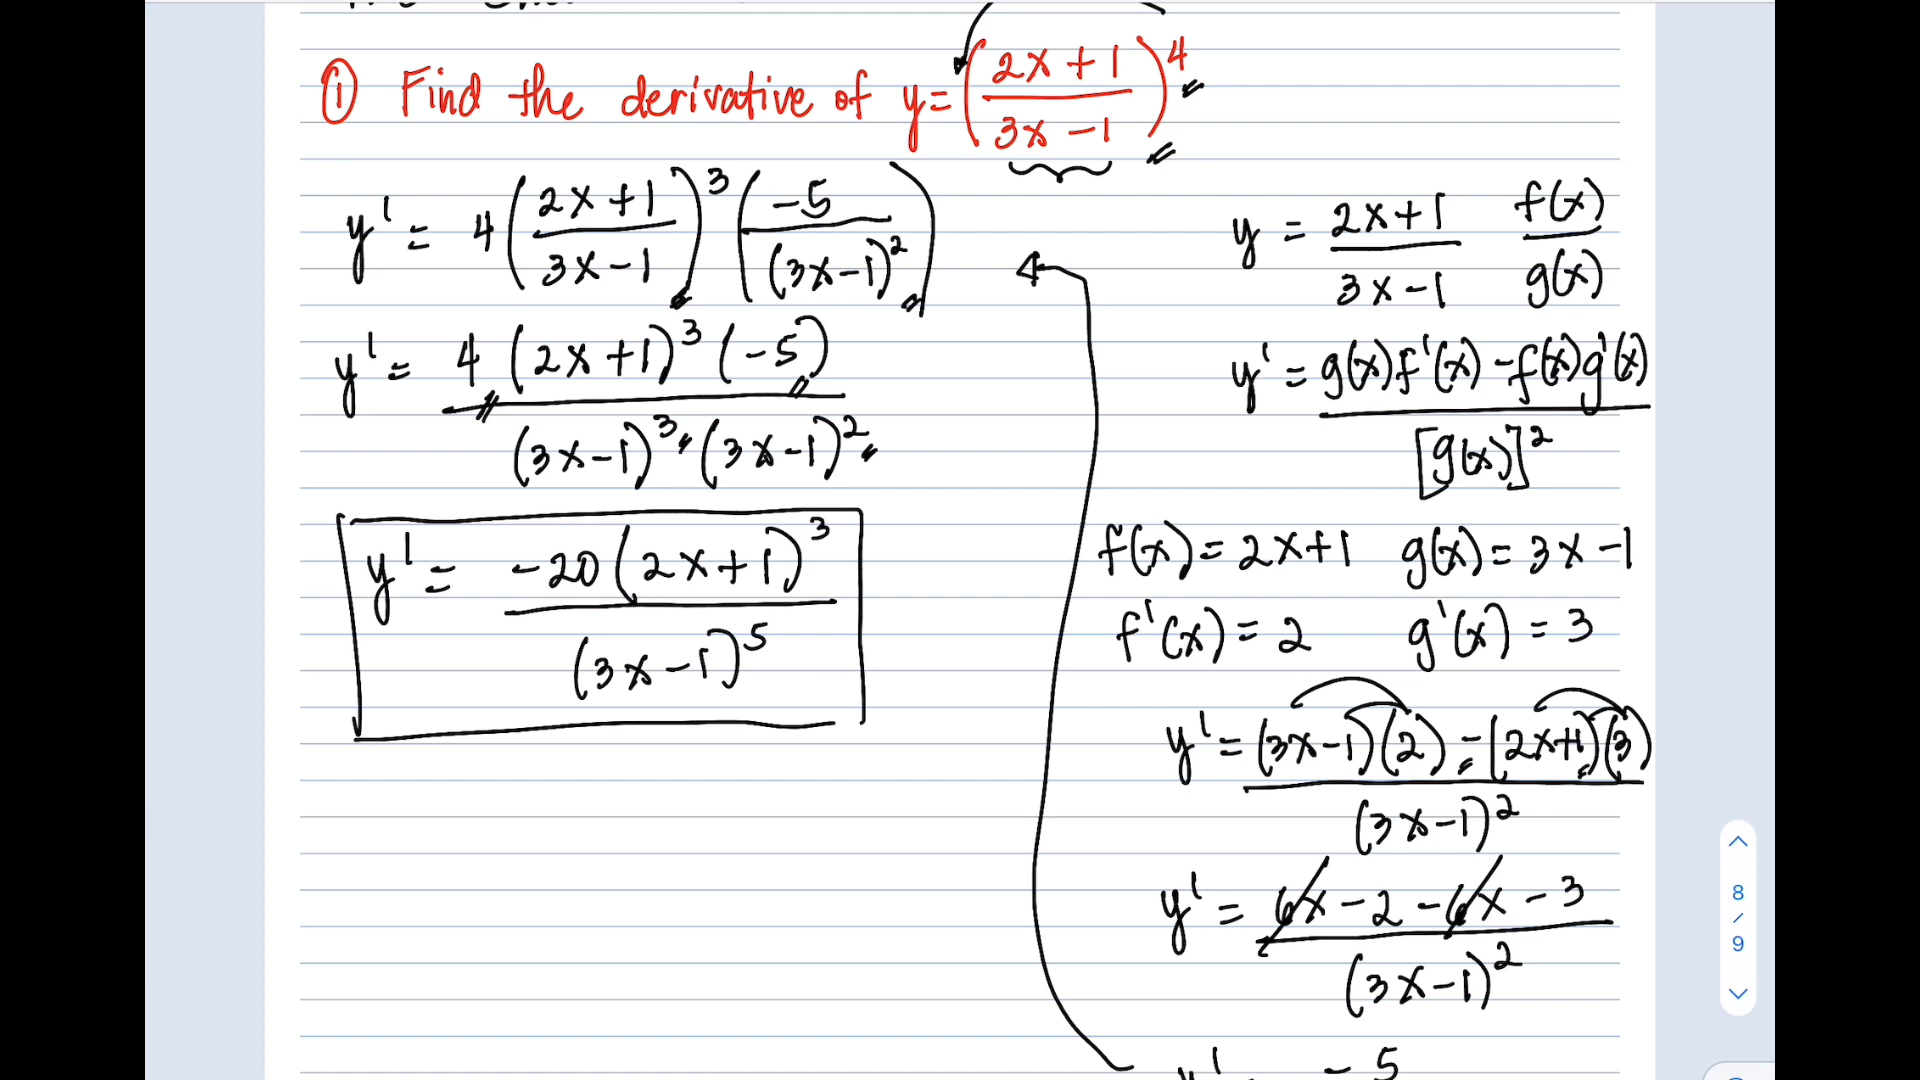 ① Find the derivative of y = ((2x + 1)/(3x - 1))^4
y' = 4((2x + 1)/(3x - 1))^3 (-5/(3x - 1)^2)
y' = 4(2x + 1)^3(-5)/((3x - 1)^3 (3x - 1)^2)
y' = -20(2x + 1)^3/(3x - 1)^5
y = (2x + 1)/(3x - 1) f(x)/g(x)
y' = (g(x)f'(x) - f(x)g'(x))/[g(x)]^2
f(x) = 2x + 1 g(x) = 3x - 1
f'(x) = 2 g'(x) = 3
y' = ((3x - 1)(2) - (2x + 1)(3))/(3x - 1)^2
y' = (6x - 2 - 6x - 3)/(3x - 1)^2
- 5
8
/
9